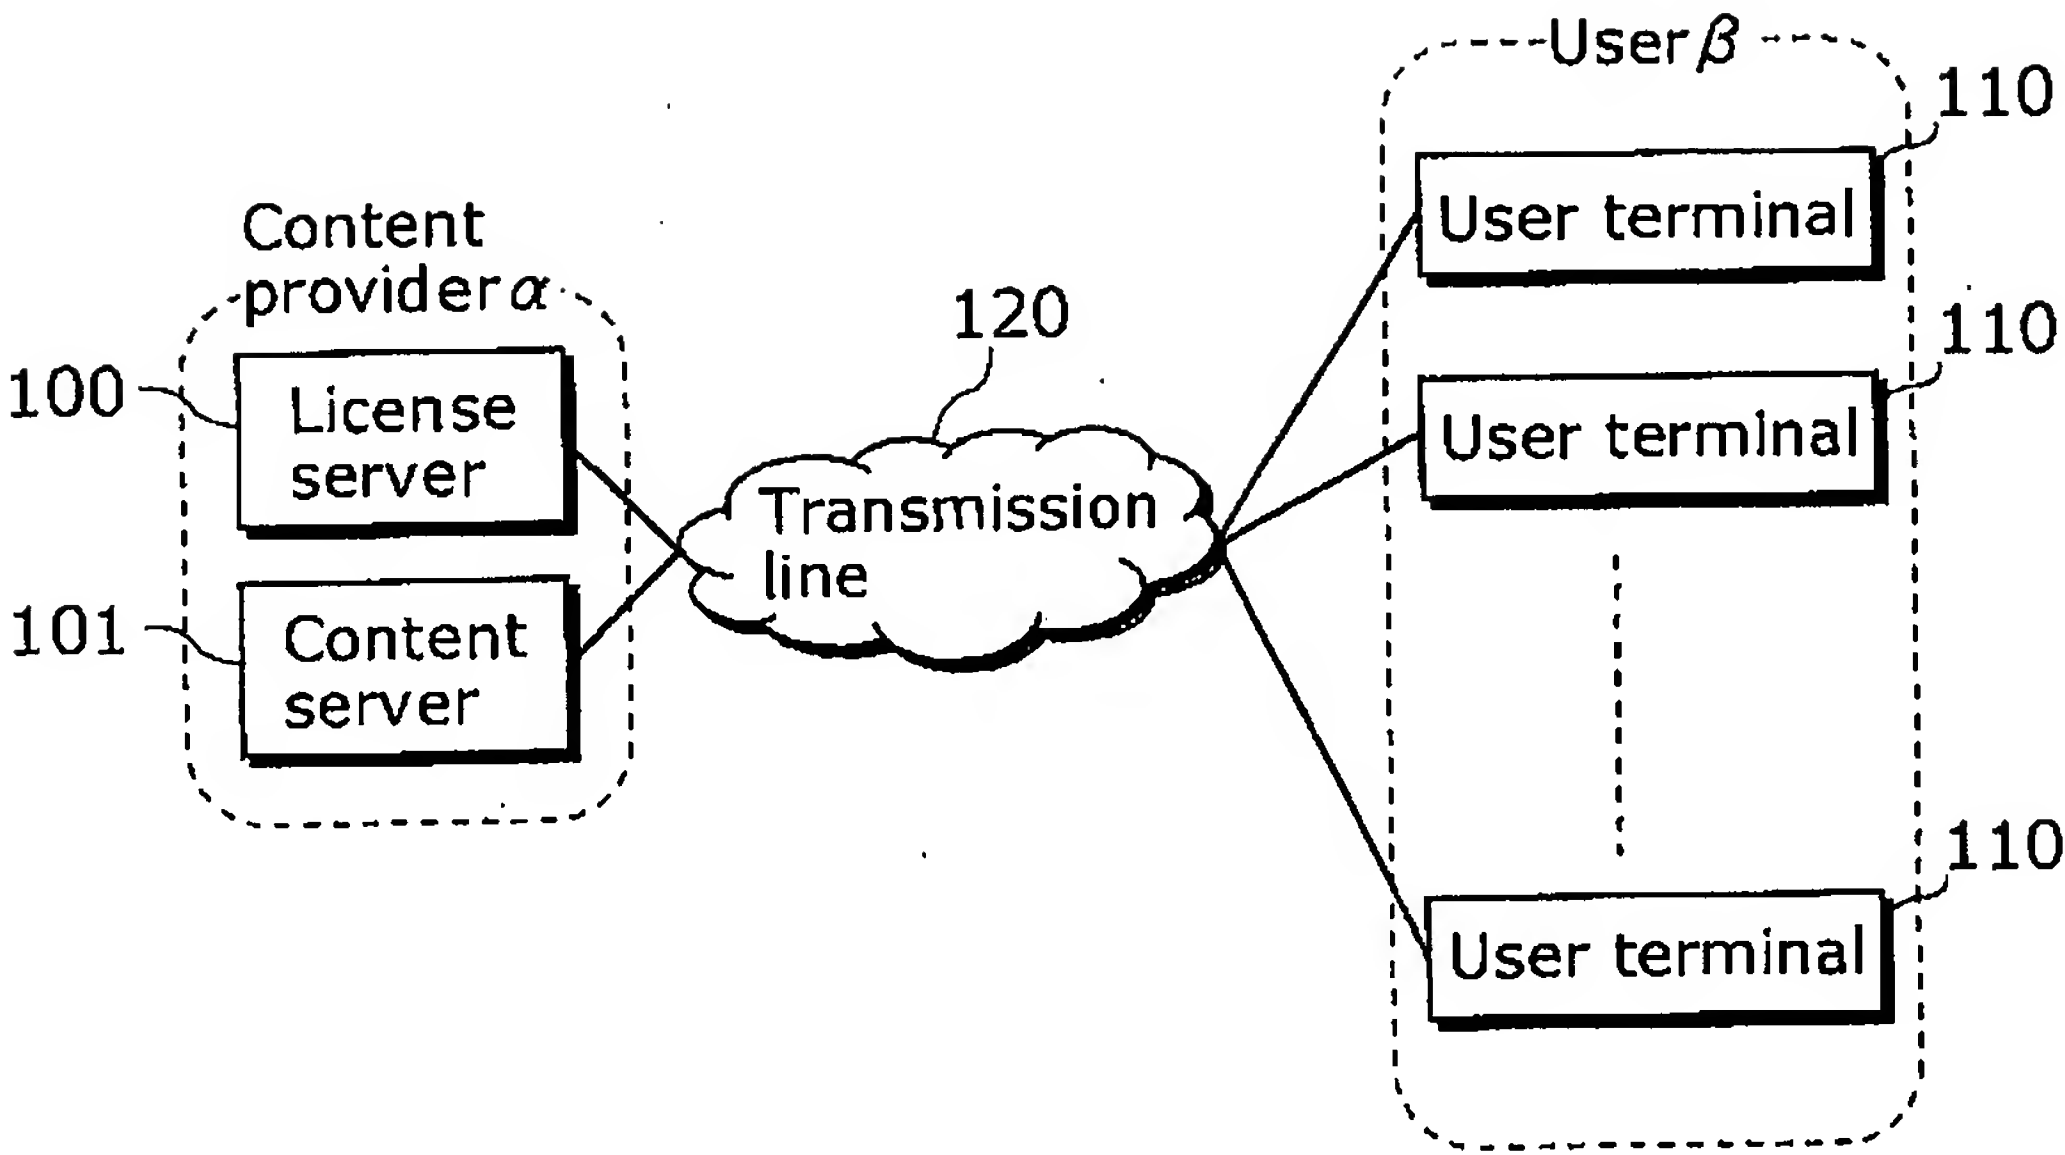 User β
110
User terminal
110
User terminal
110
User terminal
Content
provider α
100
License
server
101
Content
server
120
Transmission
line